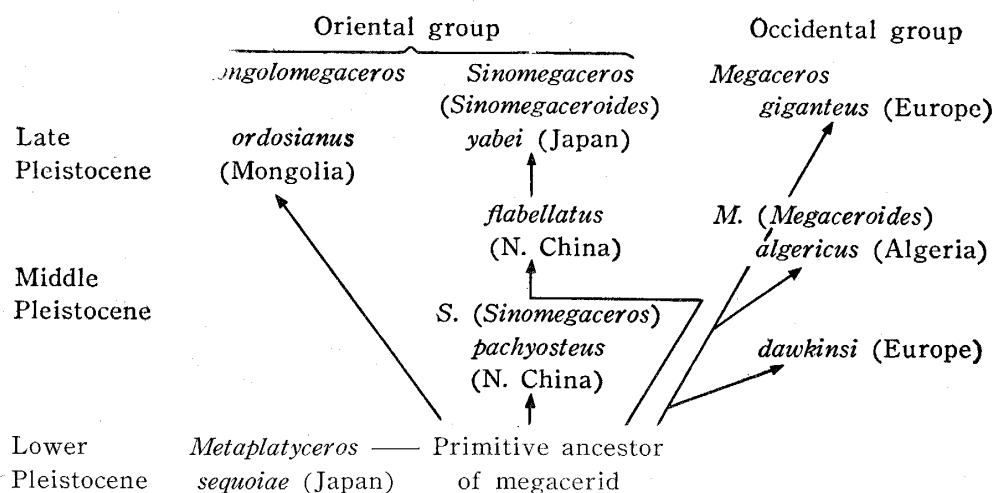 Oriental group Occidental group
Sinomegaceros Megaceros
(Sinomegaceroides) giganteus (Europe)
Late ordosianus yabei (Japan)
Pleistocene (Mongolia)
flabellatus M. (Megaceroides)
(N. China) algericus (Algeria)
Middle
Pleistocene
S. (Sinomegaceros)
pachyosteus dawkinsi (Europe)
(N. China)
Lower Metaplatyceros — Primitive ancestor
Pleistocene sequoiae (Japan) of megacerid